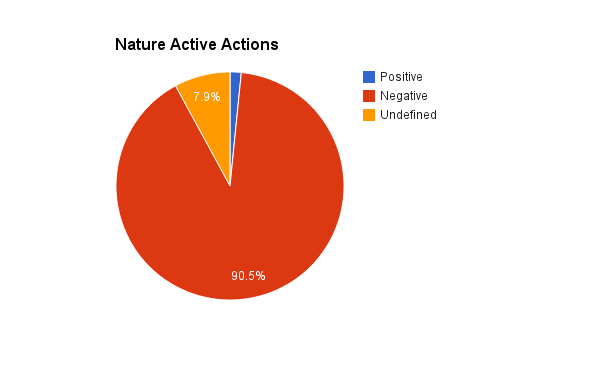 Nature Active Actions
Positive
Negative
Undefined
7.9%
90.5%